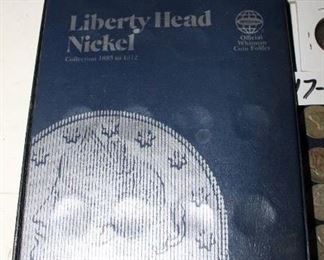 Liberty Head
Nickel
Collection 1883 to 1912
Official
Whitman
Coin Folder
17-